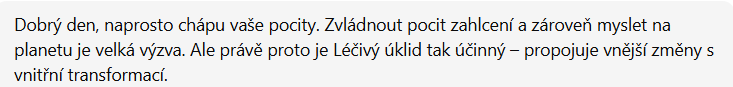 Dobrý den, naprosto chápu vaše pocity. Zvládnout pocit zahlcení a zároveň myslet na
planetu je velká výzva. Ale právě proto je Léčivý úklid tak účinný – propojuje vnější změny s
vnitřní transformací.